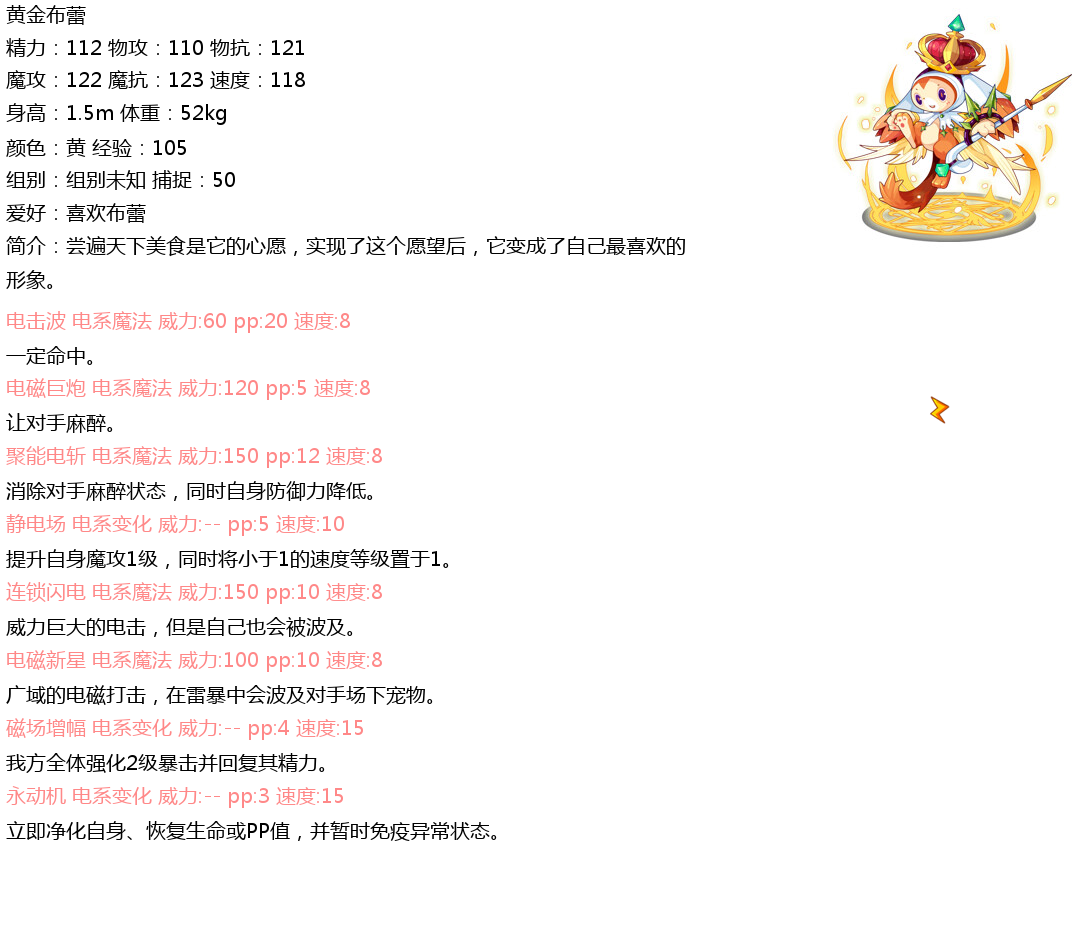 黄金布蕾
精力：112 物攻：110 物抗：121
魔攻：122 魔抗：123 速度：118
身高：1.5m 体重：52kg
颜色：黄 经验：105
组别：组别未知 捕捉：50
爱好：喜欢布蕾
简介：尝遍天下美食是它的心愿，实现了这个愿望后，它变成了自己最喜欢的
形象。
电击波 电系魔法 威力:60 pp:20 速度:8
一定命中。
电磁巨炮 电系魔法 威力:120 pp:5 速度:8
让对手麻醉。
聚能电斩 电系魔法 威力:150 pp:12 速度:8
消除对手麻醉状态，同时自身防御力降低。
静电场 电系变化 威力:-- pp:5 速度:10
提升自身魔攻1级，同时将小于1的速度等级置于1。
连锁闪电 电系魔法 威力:150 pp:10 速度:8
威力巨大的电击，但是自己也会被波及。
电磁新星 电系魔法 威力:100 pp:10 速度:8
广域的电磁打击，在雷暴中会波及对手场下宠物。
磁场增幅 电系变化 威力:-- pp:4 速度:15
我方全体强化2级暴击并回复其精力。
永动机 电系变化 威力:-- pp:3 速度:15
立即净化自身、恢复生命或PP值，并暂时免疫异常状态。